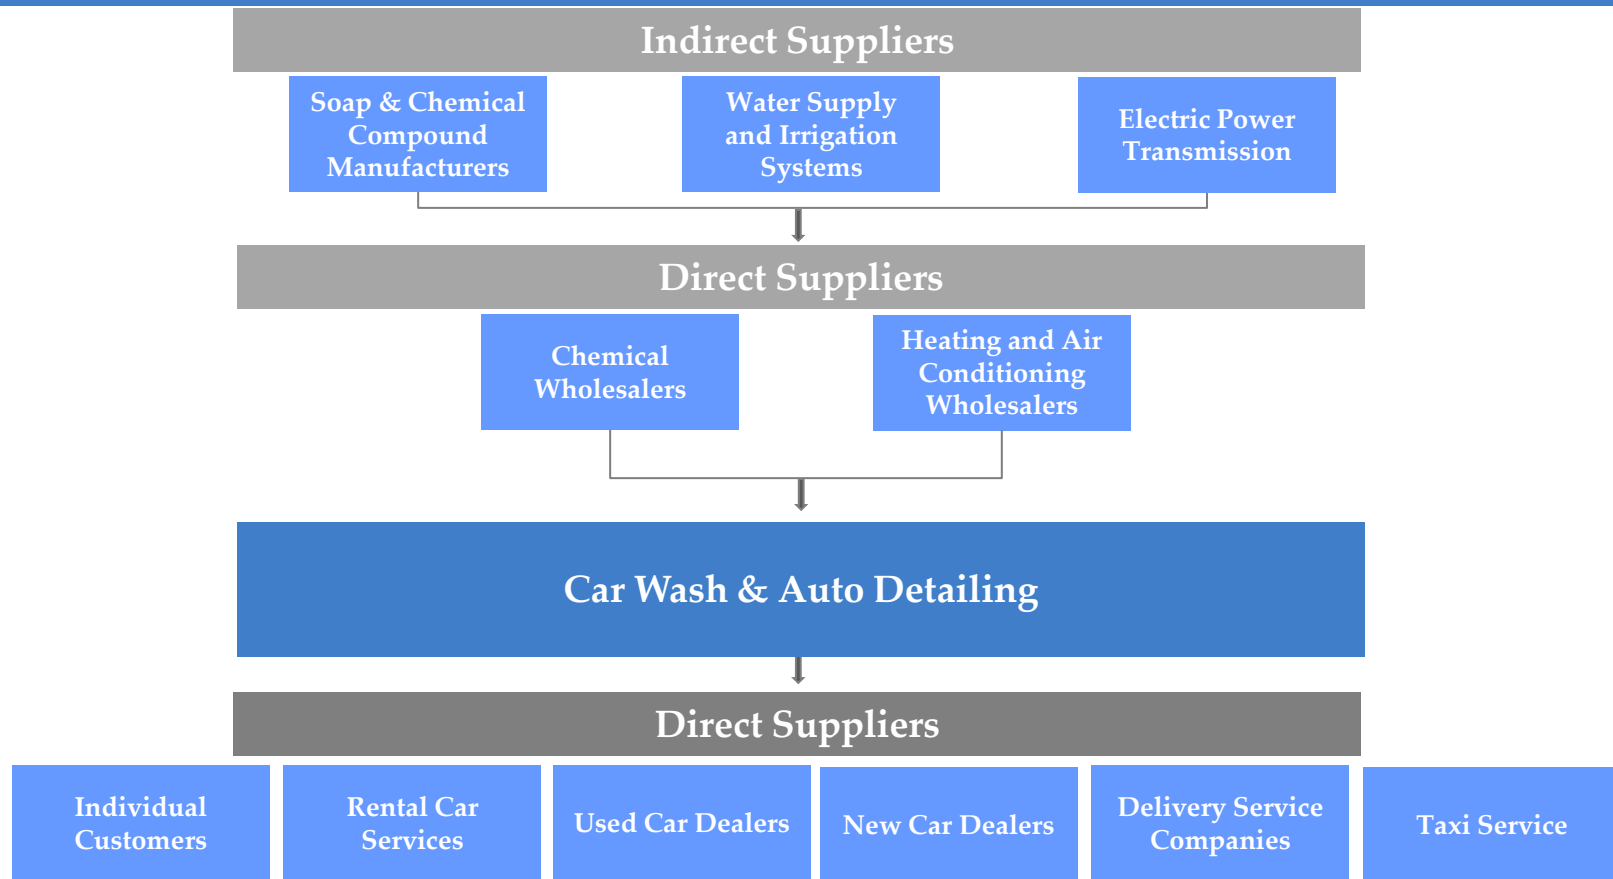 Indirect Suppliers
Soap & Chemical
Compound
Manufacturers
Water Supply
and Irrigation
Systems
Electric Power
Transmission
Direct Suppliers
Chemical
Wholesalers
Heating and Air
Conditioning
Wholesalers
Car Wash & Auto Detailing
Direct Suppliers
Individual
Customers
Rental Car
Services
Used Car Dealers
New Car Dealers
Delivery Service
Companies
Taxi Service